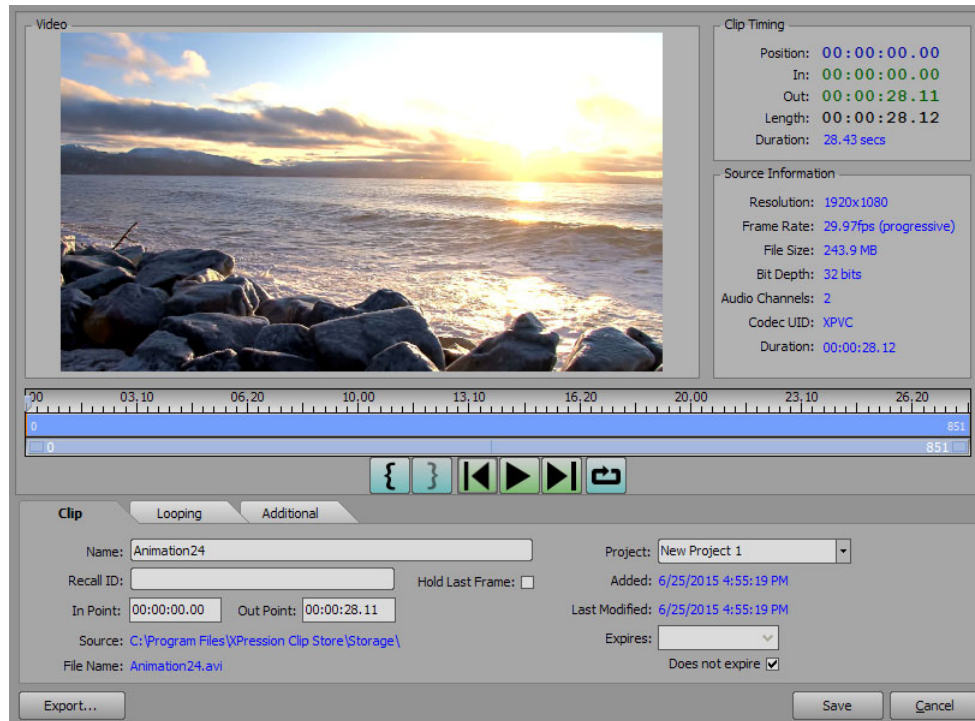 Video
Clip Timing
Position: 00:00:00.00
In: 00:00:00.00
Out: 00:00:28.11
Length: 00:00:28.12
Duration: 28.43 secs
Source Information
Resolution: 1920x1080
Frame Rate: 29.97fps (progressive)
File Size: 243.9 MB
Bit Depth: 32 bits
Audio Channels: 2
Codec UID: XPVC
Duration: 00:00:28.12
00 03.10 06.20 10.00 13.10 16.20 20.00 23.10 26.20
0 851
0 851
{ }
Clip Looping Additional
Name: Animation24
Project: New Project 1
Recall ID:
Hold Last Frame:
Added: 6/25/2015 4:55:19 PM
In Point: 00:00:00.00 Out Point: 00:00:28.11
Last Modified: 6/25/2015 4:55:19 PM
Source: C:\Program Files\XPression Clip Store\Storage\
Expires:
File Name: Animation24.avi
Does not expire
Export... Save Cancel